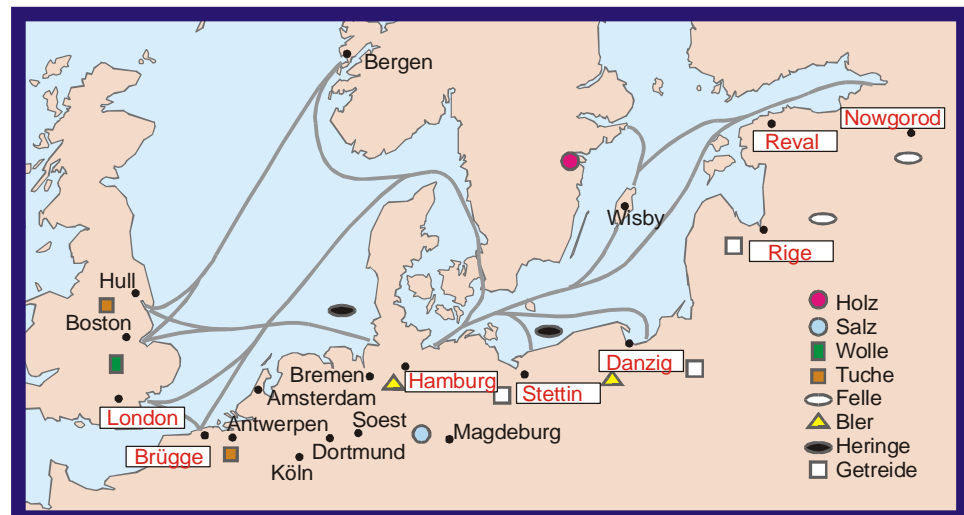 Bergen
Nowgorod
Reval
Wisby
Rige
Hull
Boston
London
Bremen
Hamburg
Amsterdam
Stettin
Danzig
Antwerpen
Soest
Brügge
Dortmund
Magdeburg
Köln
Holz
Salz
Wolle
Tuche
Felle
Bler
Heringe
Getreide